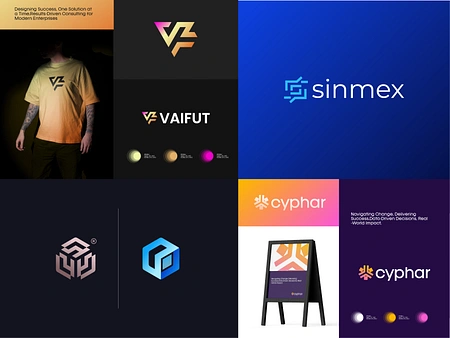 Designing Success, One Solution at
a Time,Results-Driven Consulting for
Modern Enterprises
VAIFUT
sinmex
®
cyphar
Navigating Change, Delivering
Success,Data-Driven Decisions, Real
-World Impact.
cyphar